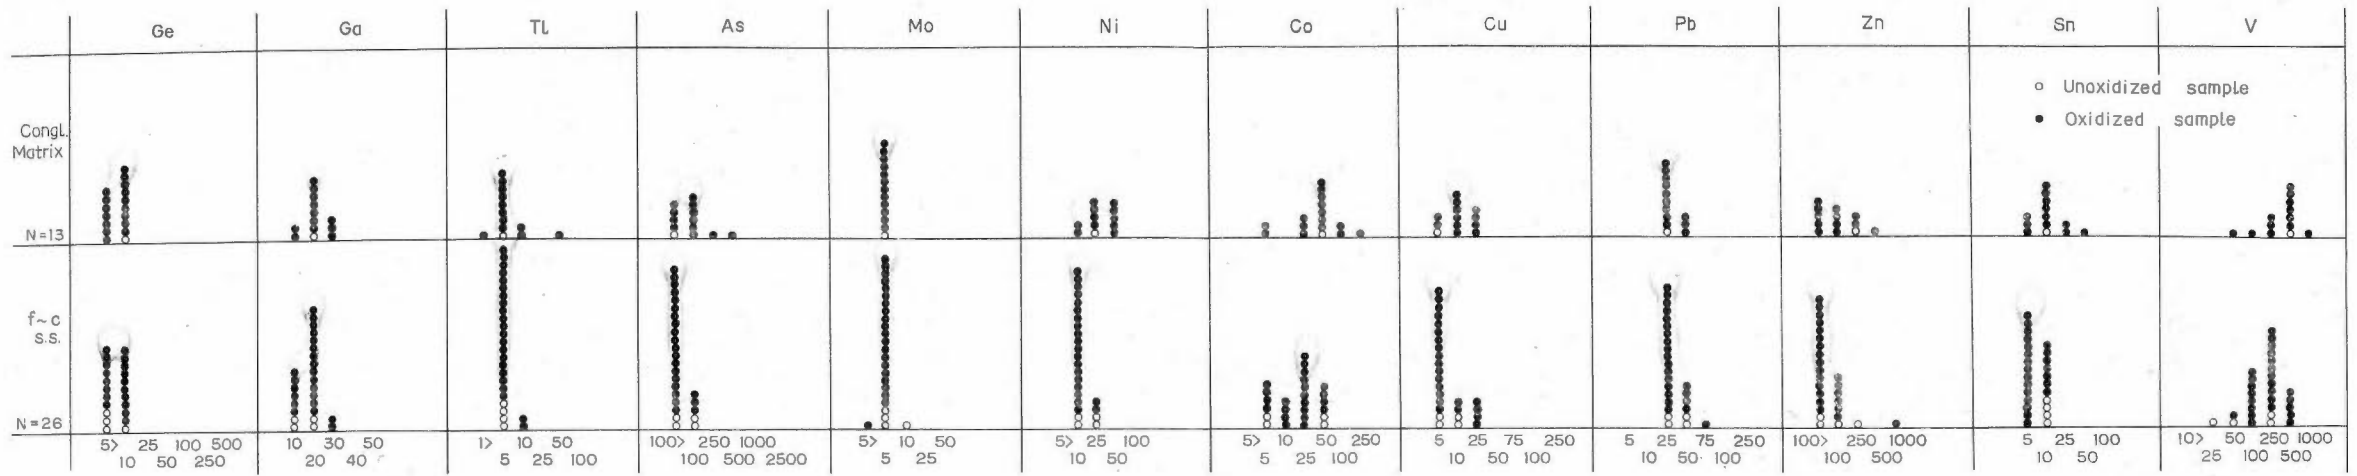 Ge Ga TL As Mo Ni Co Cu Pb Zn Sn V
○ Unoxidized sample
● Oxidized sample
Congl.
Matrix
N=13
f~c
s.s.
N=26
5> 25 100 500 10 30 50 1> 10 50 100> 250 1000 5> 10 50 5> 25 100 5> 10 50 250 5 25 75 250 5 25 75 250 100> 250 1000 5 25 100 10> 50 250 1000
10 50 250 20 40 5 25 100 100 500 2500 5 25 10 50 5 25 100 10 50 100 10 50 100 100 500 10 50 25 100 500